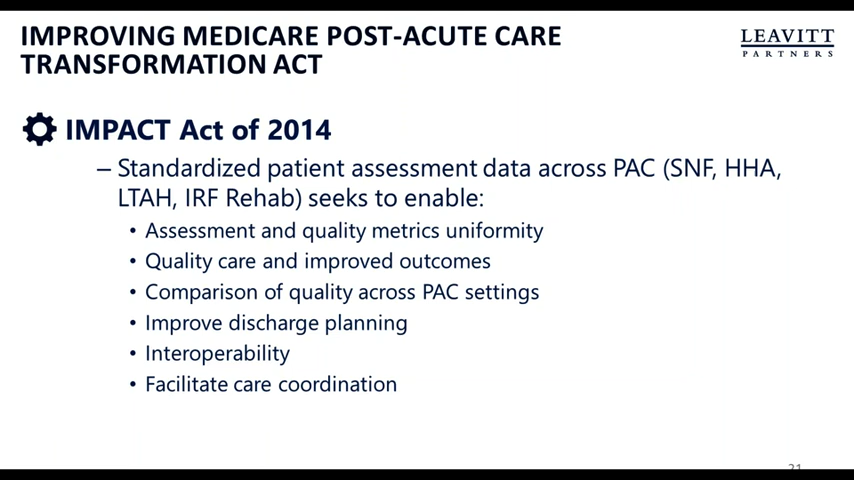 IMPROVING MEDICARE POST-ACUTE CARE
TRANSFORMATION ACT
LEAVITT
PARTNERS
IMPACT Act of 2014
– Standardized patient assessment data across PAC (SNF, HHA,
LTAH, IRF Rehab) seeks to enable:
• Assessment and quality metrics uniformity
• Quality care and improved outcomes
• Comparison of quality across PAC settings
• Improve discharge planning
• Interoperability
• Facilitate care coordination
21